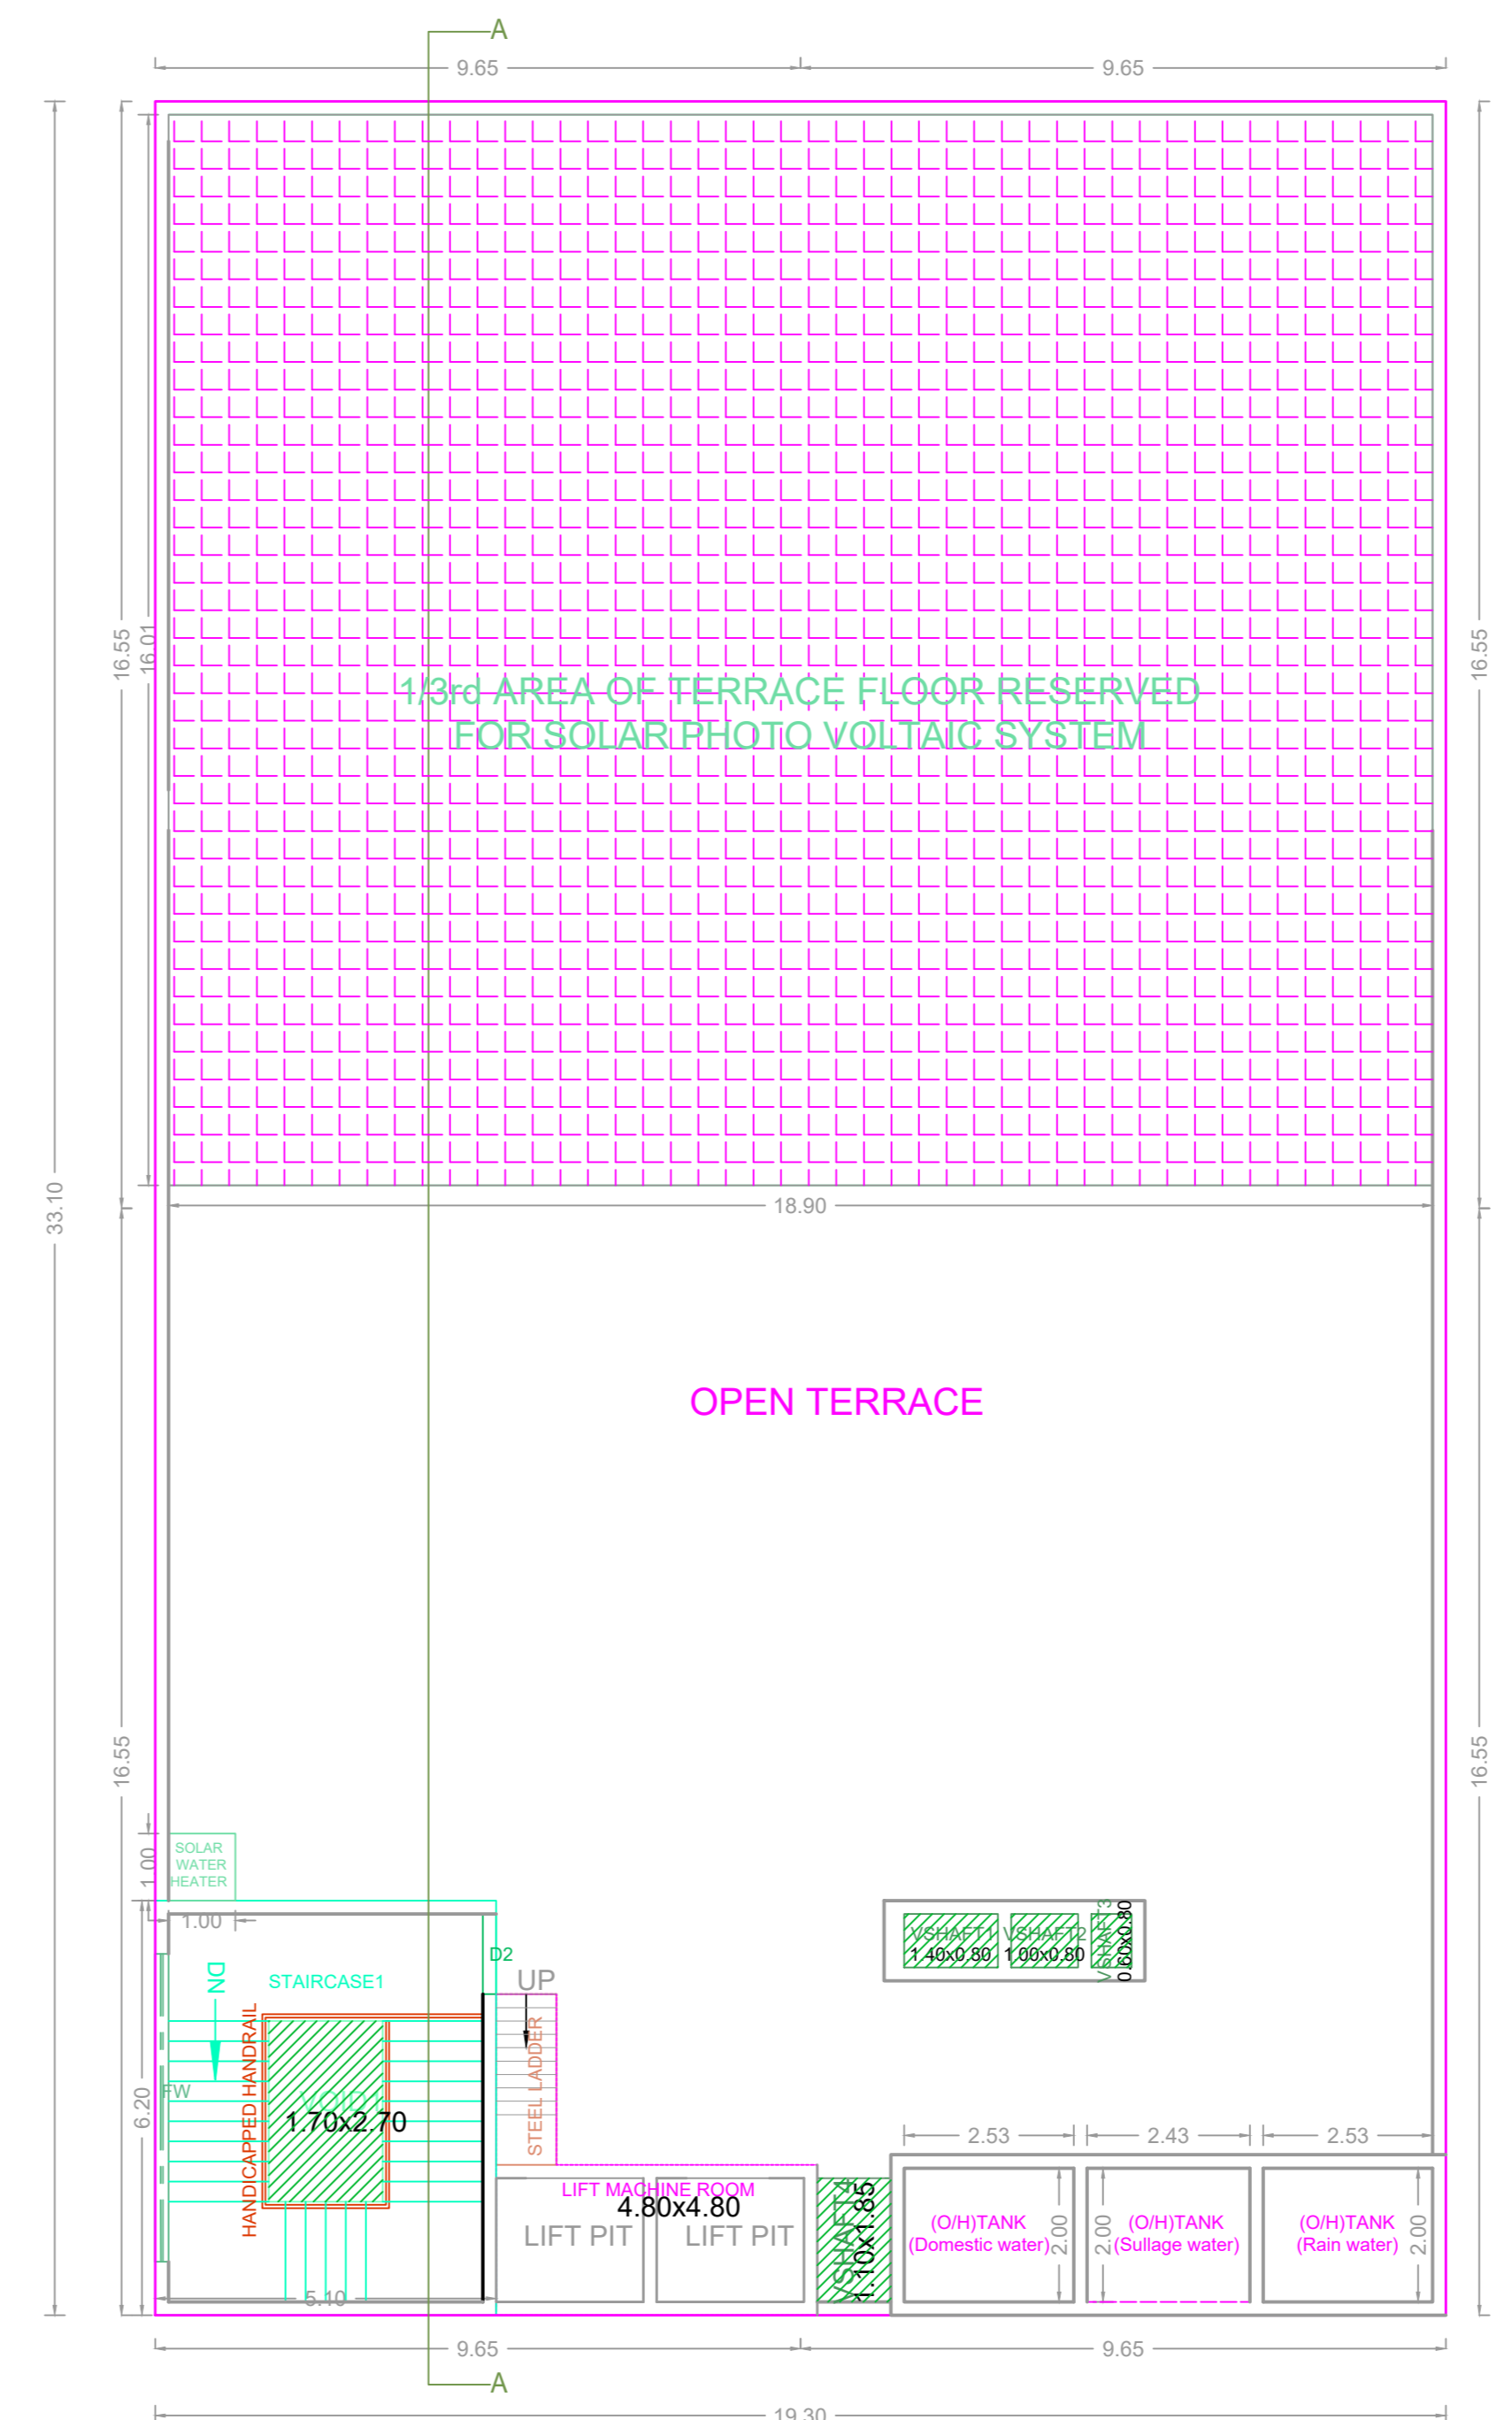 A
9.65
9.65
16.55
16.01
16.55
1/3rd AREA OF TERRACE FLOOR RESERVED
FOR SOLAR PHOTO VOLTAIC SYSTEM
33.10
18.90
OPEN TERRACE
16.55
16.55
1.00
SOLAR
WATER
HEATER
1.00
D2
UP
DN
STAIRCASE1
HANDICAPPED HANDRAIL
STEEL LADDER
FW
6.20
VOID
1.70x2.70
VSHAFT1
1.40x0.80
VSHAFT2
1.00x0.80
VSHAFT3
0.60x0.80
2.53
2.43
2.53
LIFT MACHINE ROOM
4.80x4.80
LIFT PIT
LIFT PIT
VSHAFT4
1.10x1.85
(O/H)TANK
(Domestic water)
2.00
2.00
(O/H)TANK
(Sullage water)
(O/H)TANK
(Rain water)
2.00
5.10
9.65
9.65
A
19.30